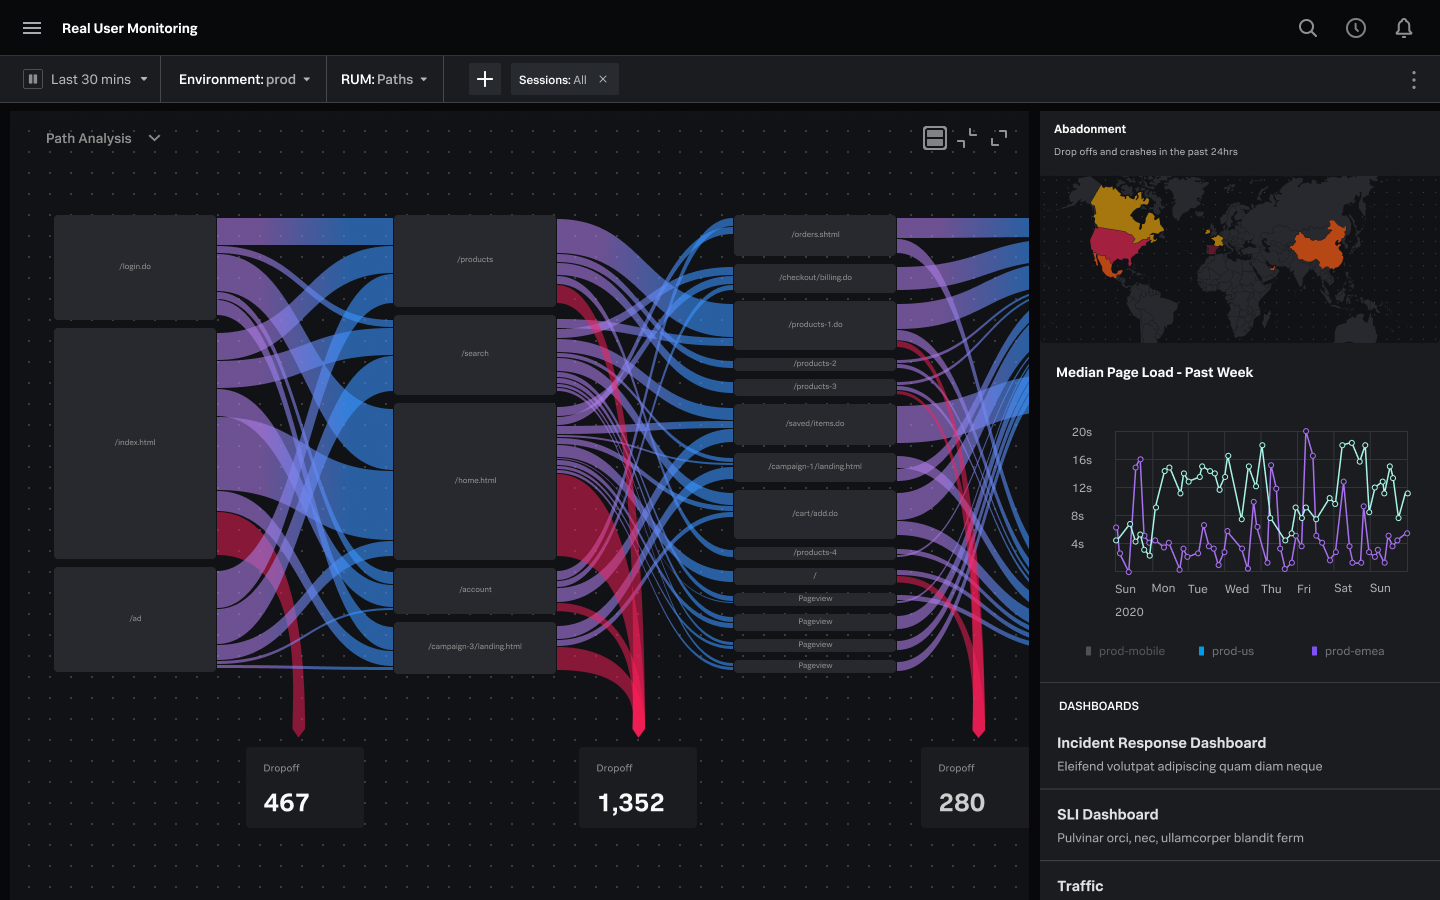 Real User Monitoring
Last 30 mins
Environment: prod
RUM: Paths
Sessions: All
Path Analysis
/login.do
/index.html
/ad
/products
/search
/home.html
/account
/campaign-3/landing.html
/orders.shtml
/checkout/billing.do
/products-1.do
/products-2
/products-3
/saved/items.do
/campaign-1/landing.html
/cart/add.do
/products-4
/
Pageview
Pageview
Pageview
Pageview
Dropoff
467
Dropoff
1,352
Dropoff
280
Abadonment
Drop offs and crashes in the past 24hrs
Median Page Load - Past Week
20s
16s
12s
8s
4s
Sun Mon Tue Wed Thu Fri Sat Sun
2020
prod-mobile prod-us prod-emea
DASHBOARDS
Incident Response Dashboard
Eleifend volutpat adipiscing quam diam neque
SLI Dashboard
Pulvinar orci, nec, ullamcorper blandit ferm
Traffic